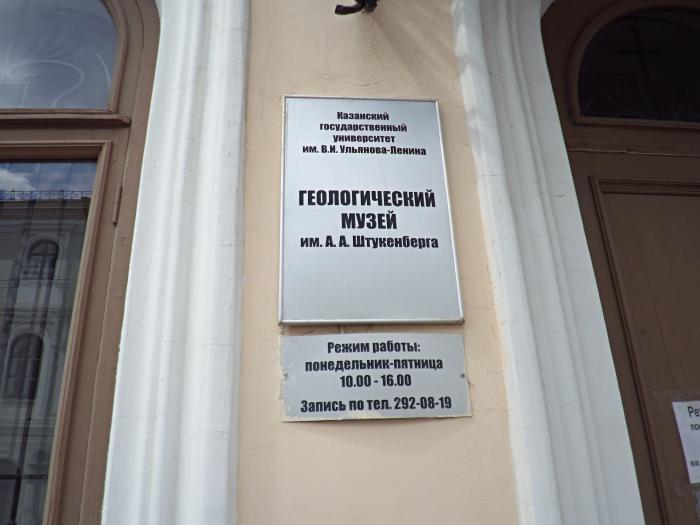 Казанский
государственный
университет
им. В.И. Ульянова-Ленина
ГЕОЛОГИЧЕСКИЙ
МУЗЕЙ
им. А. А. Штукенберга
Режим работы:
понедельник-пятница
10.00 - 16.00
Запись по тел. 292-08-19